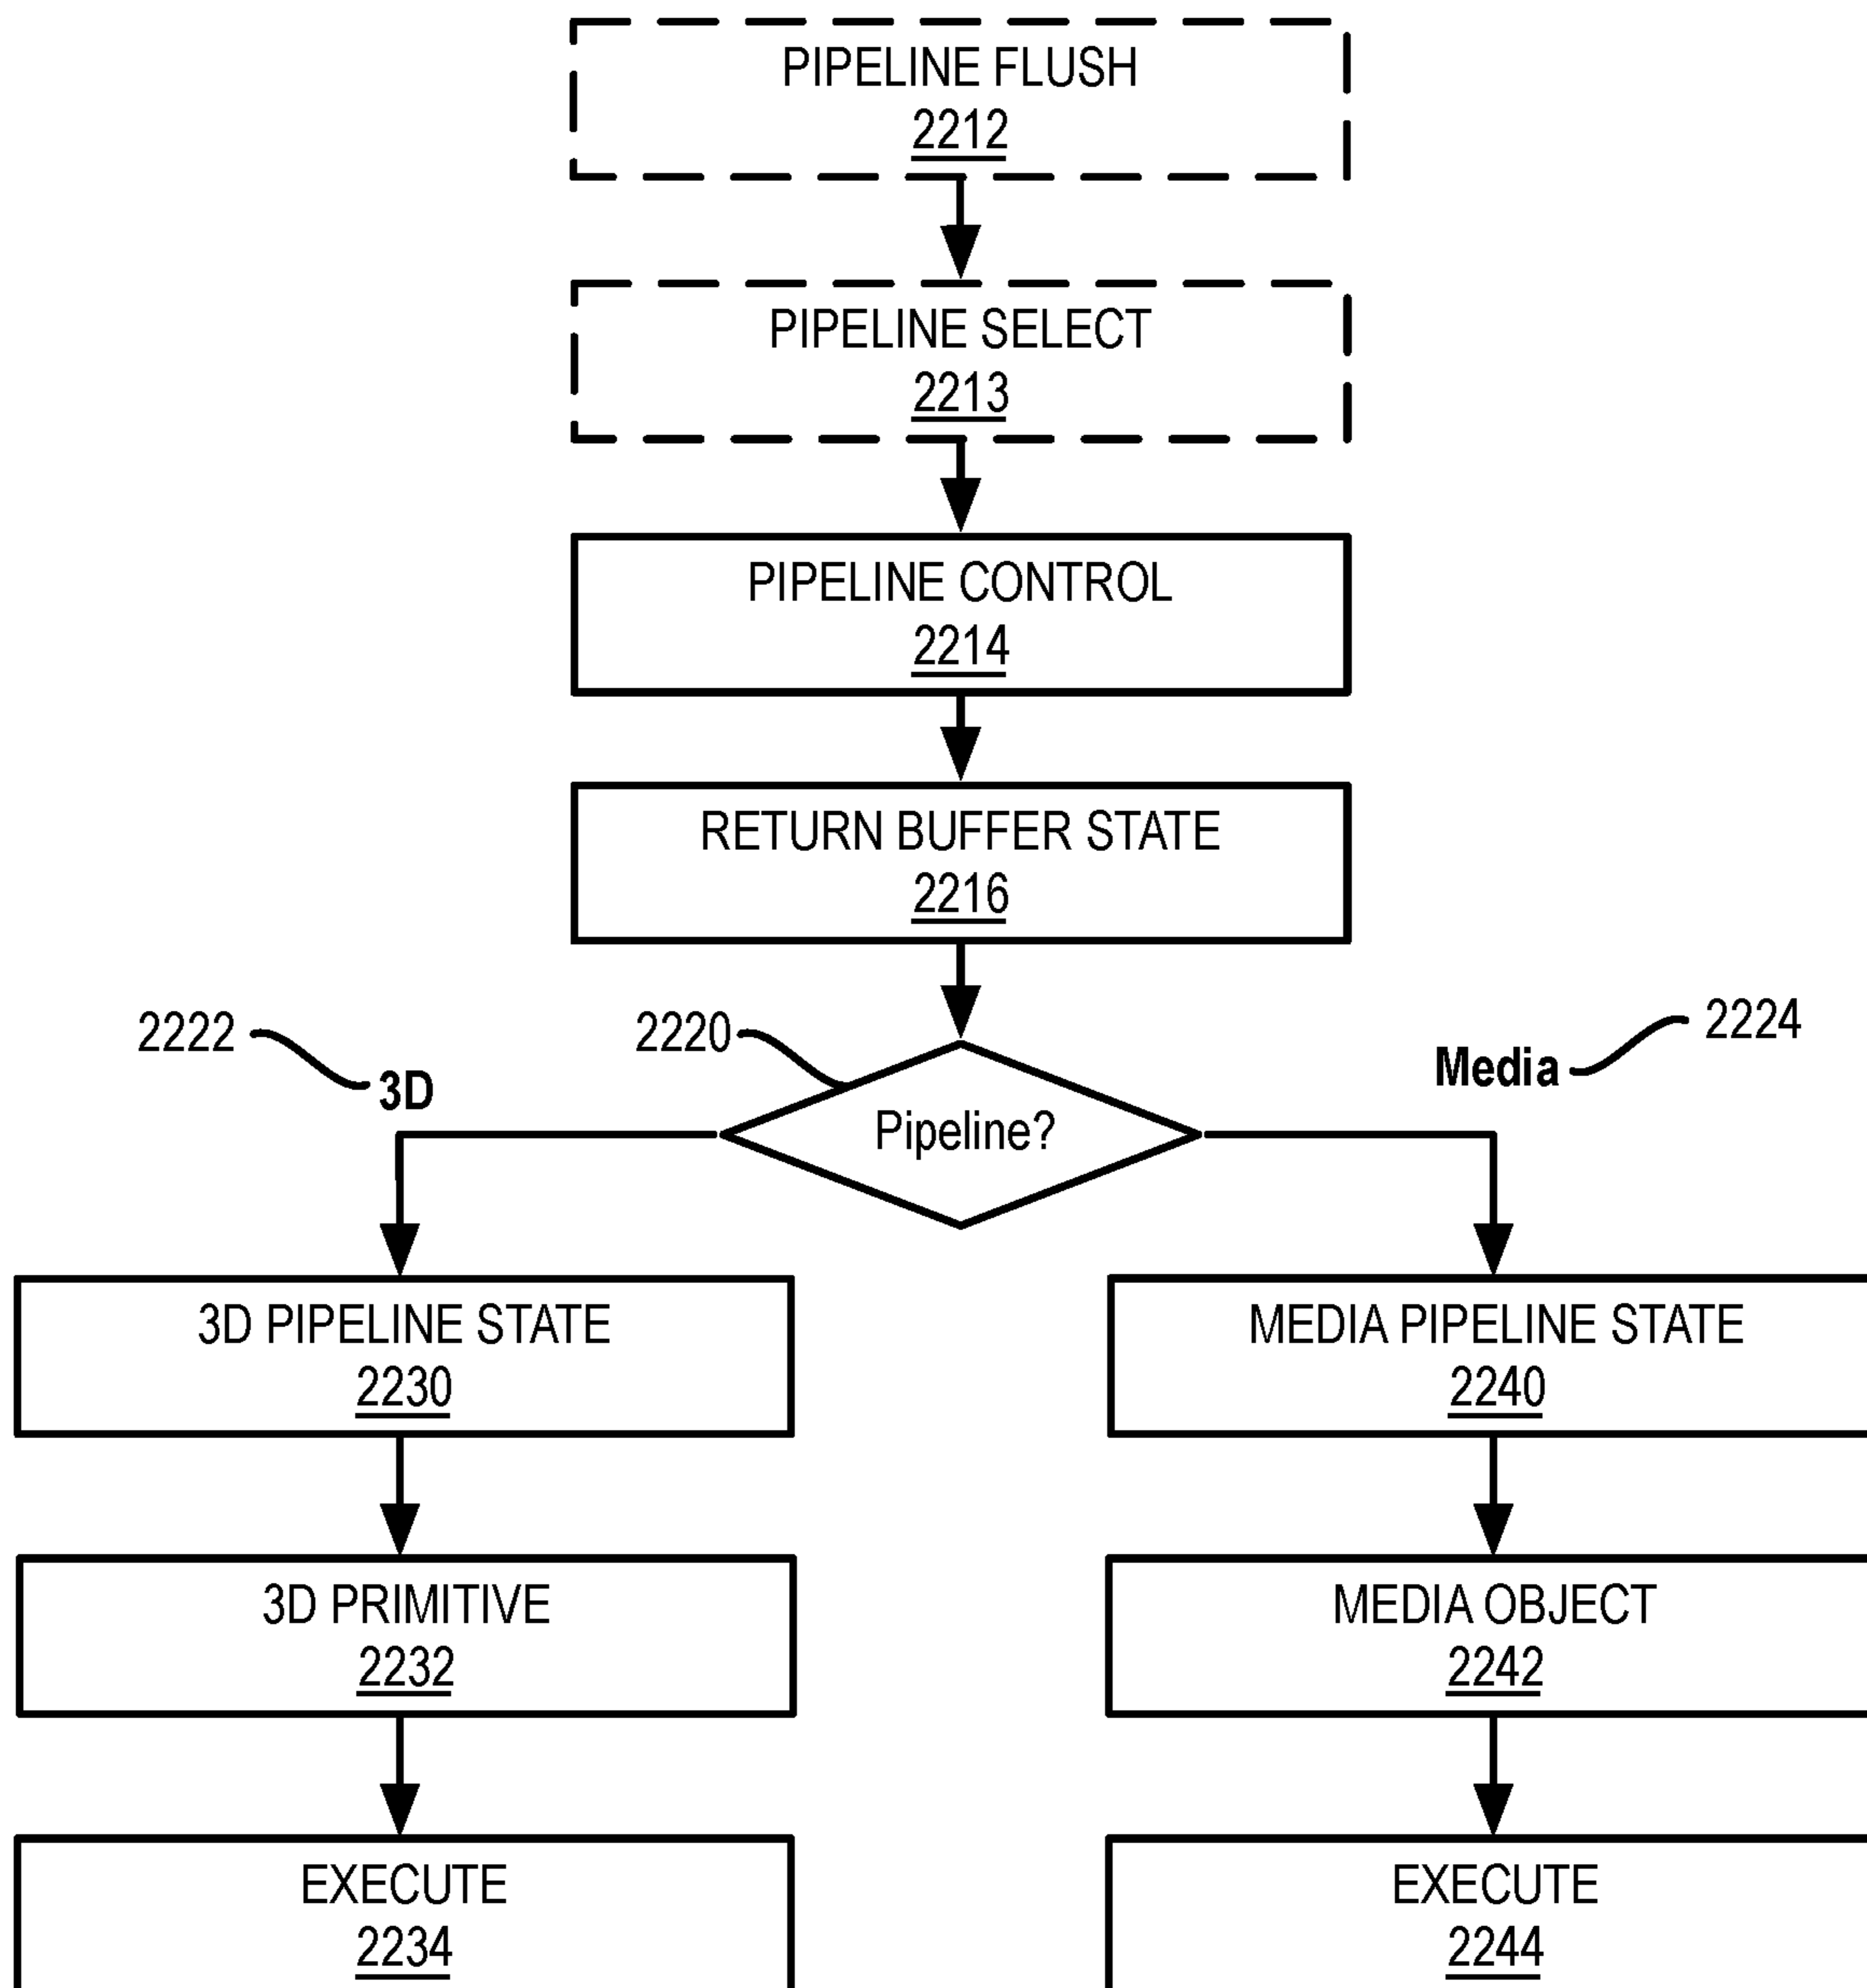 PIPELINE FLUSH
2212
PIPELINE SELECT
2213
PIPELINE CONTROL
2214
RETURN BUFFER STATE
2216
2222
3D
2220
Pipeline?
Media
2224
3D PIPELINE STATE
2230
MEDIA PIPELINE STATE
2240
3D PRIMITIVE
2232
MEDIA OBJECT
2242
EXECUTE
2234
EXECUTE
2244